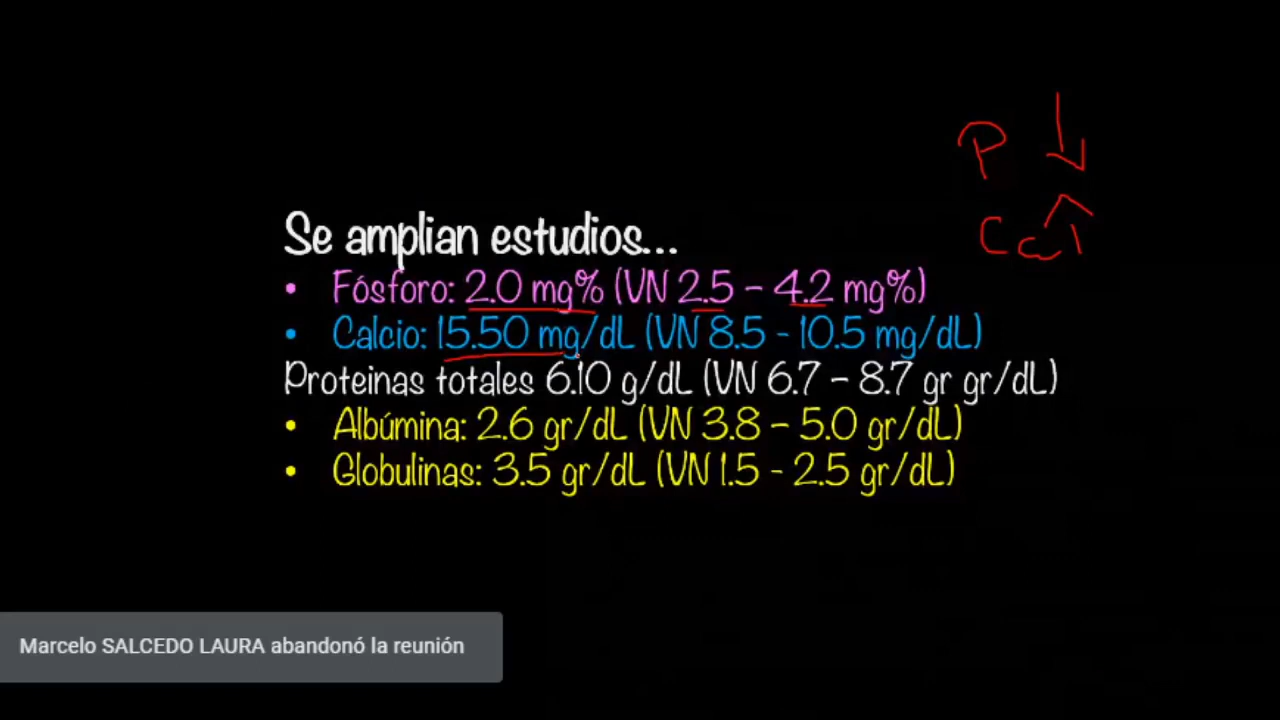 P ↓
Ca ↑
Se amplian estudios...
• Fósforo: 2.0 mg% (VN 2.5 – 4.2 mg%)
• Calcio: 15.50 mg/dL (VN 8.5 - 10.5 mg/dL)
Proteinas totales 6.10 g/dL (VN 6.7 – 8.7 gr gr/dL)
• Albúmina: 2.6 gr/dL (VN 3.8 – 5.0 gr/dL)
• Globulinas: 3.5 gr/dL (VN 1.5 - 2.5 gr/dL)
Marcelo SALCEDO LAURA abandonó la reunión